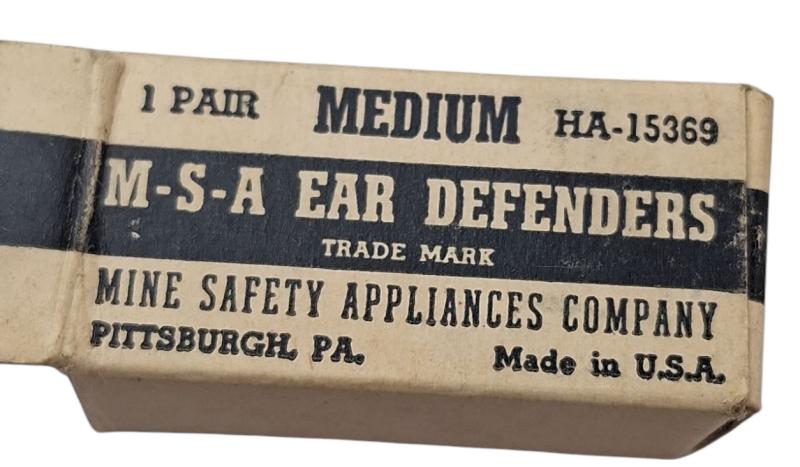 1 PAIR MEDIUM HA-15369
M-S-A EAR DEFENDERS
TRADE MARK
MINE SAFETY APPLIANCES COMPANY
PITTSBURGH, PA. Made in U.S.A.